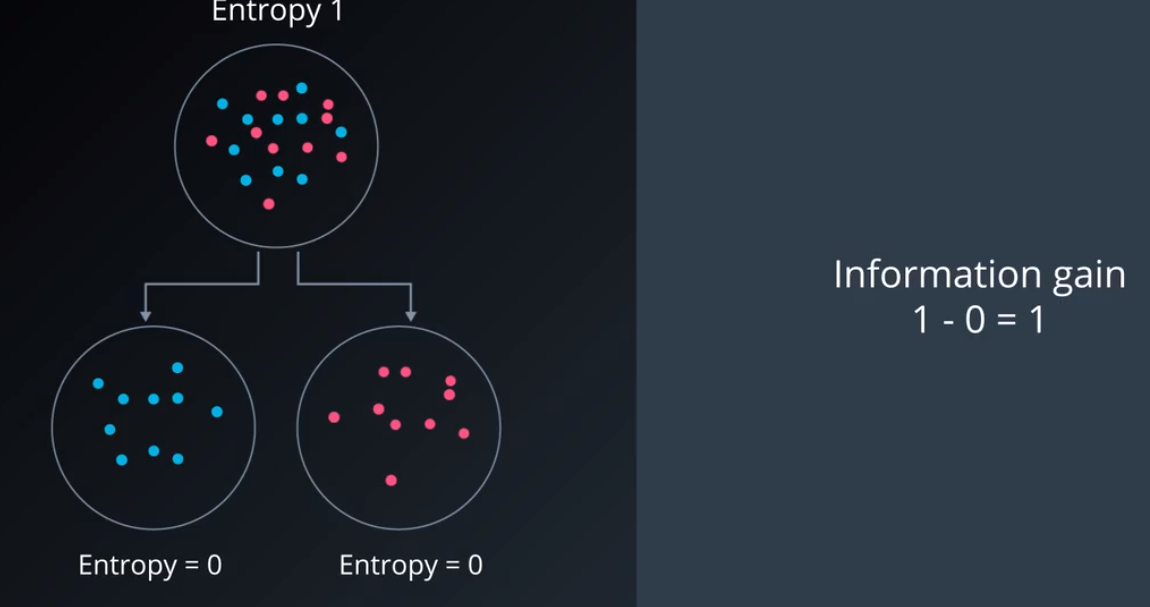 Entropy 1
Information gain
1 - 0 = 1
Entropy = 0
Entropy = 0